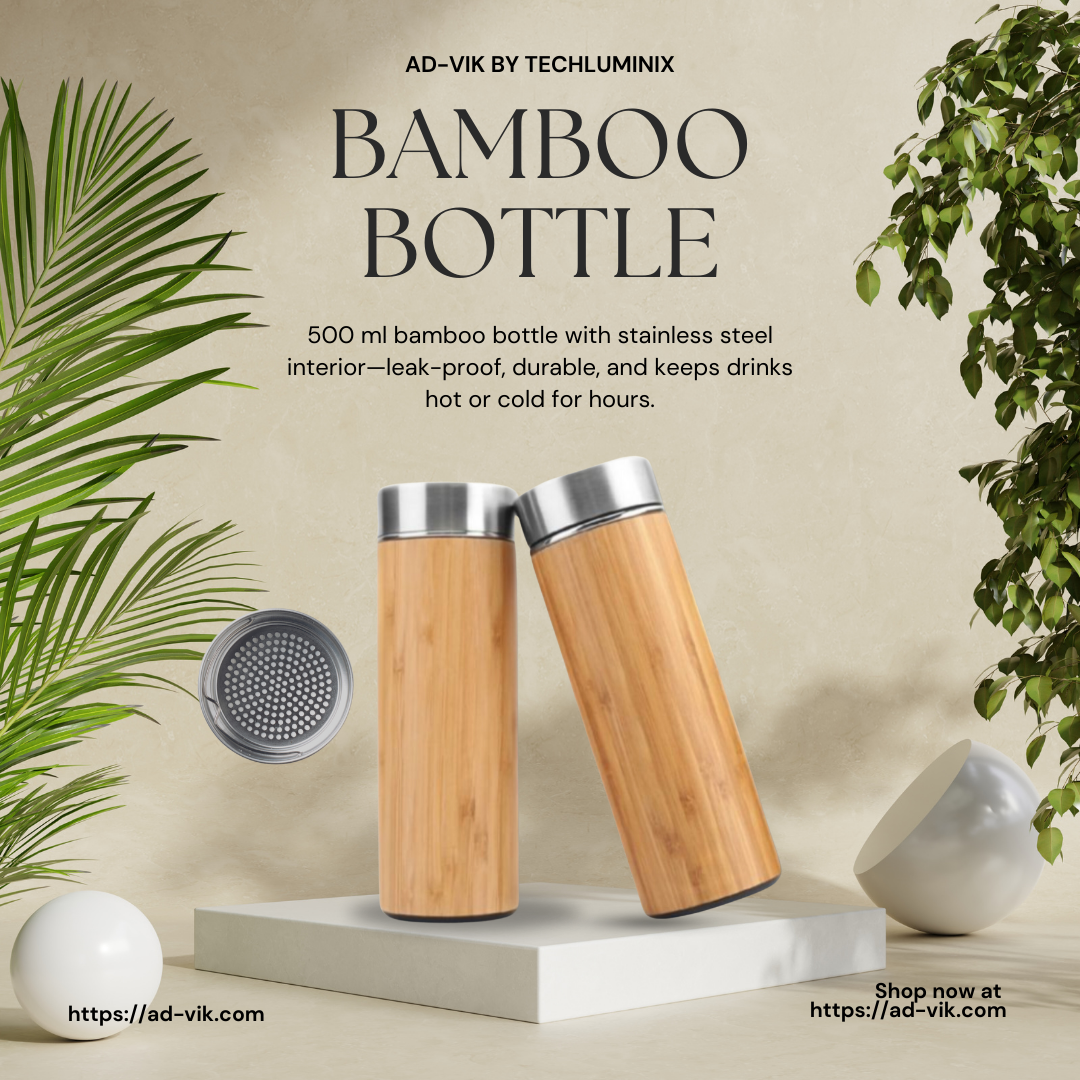 AD-VIK BY TECHLUMINIX
BAMBOO
BOTTLE
500 ml bamboo bottle with stainless steel
interior—leak-proof, durable, and keeps drinks
hot or cold for hours.
https://ad-vik.com
Shop now at
https://ad-vik.com